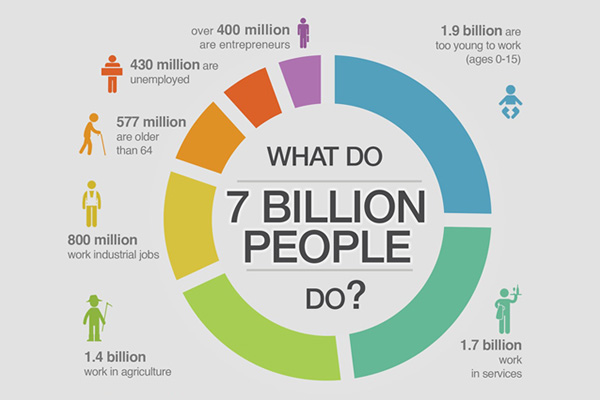 over 400 million
are entrepreneurs
1.9 billion are
too young to work
(ages 0-15)
430 million are
unemployed
577 million
are older
than 64
WHAT DO
7 BILLION
PEOPLE
DO?
800 million
work industrial jobs
1.4 billion
work in agriculture
1.7 billion
work
in services